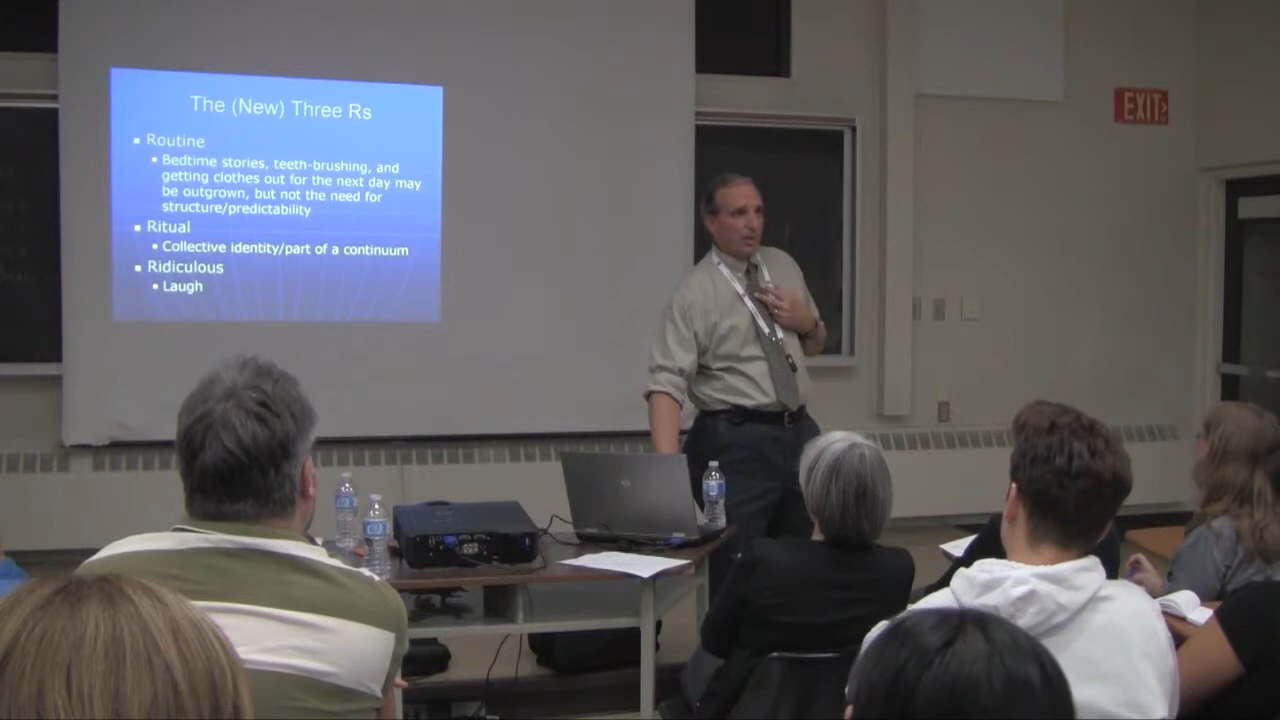 The (New) Three Rs
Routine
Bedtime stories, teeth-brushing, and
getting clothes out for the next day may
be outgrown, but not the need for
structure/predictability
Ritual
Collective identity/part of a continuum
Ridiculous
Laugh
EXIT